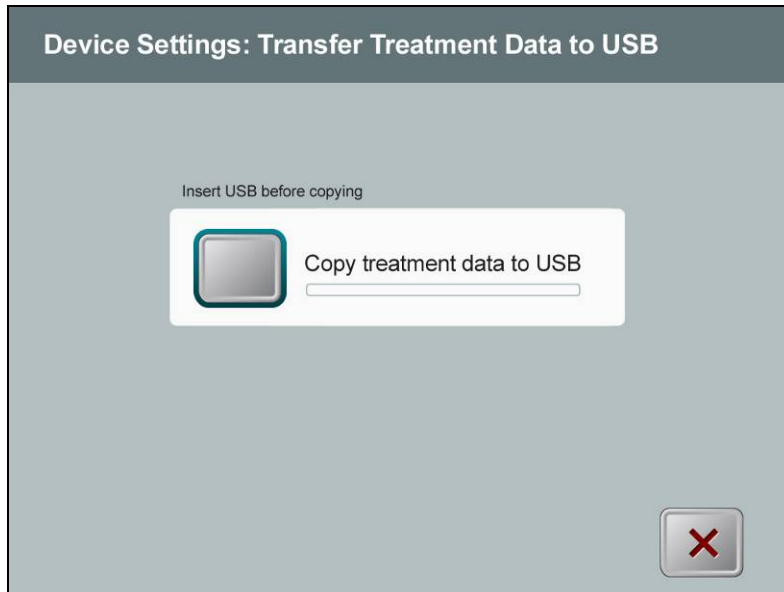 Device Settings: Transfer Treatment Data to USB
Insert USB before copying
Copy treatment data to USB